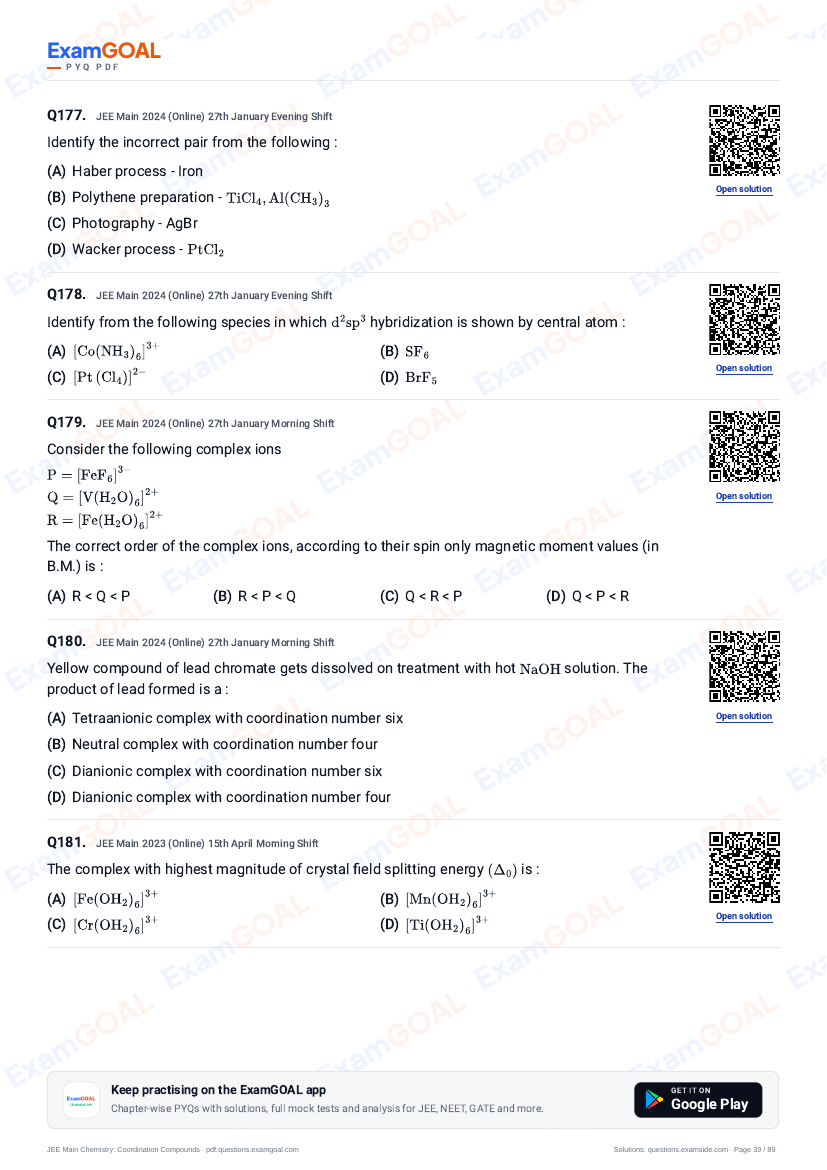 ExamGOAL
PYQ PDF
Q177. JEE Main 2024 (Online) 27th January Evening Shift
Identify the incorrect pair from the following :
(A) Haber process - Iron
(B) Polythene preparation - TiCl₄, Al(CH₃)₃
(C) Photography - AgBr
(D) Wacker process - PtCl₂
Open solution
Q178. JEE Main 2024 (Online) 27th January Evening Shift
Identify from the following species in which d²sp³ hybridization is shown by central atom :
(A) [Co(NH₃)₆]³⁺ (B) SF₆
(C) [Pt (Cl₄)]²⁻ (D) BrF₅
Open solution
Q179. JEE Main 2024 (Online) 27th January Morning Shift
Consider the following complex ions
P = [FeF₆]³⁻
Q = [V(H₂O)₆]²⁺
R = [Fe(H₂O)₆]²⁺
The correct order of the complex ions, according to their spin only magnetic moment values (in
B.M.) is :
(A) R < Q < P (B) R < P < Q (C) Q < R < P (D) Q < P < R
Open solution
Q180. JEE Main 2024 (Online) 27th January Morning Shift
Yellow compound of lead chromate gets dissolved on treatment with hot NaOH solution. The
product of lead formed is a :
(A) Tetraanionic complex with coordination number six
(B) Neutral complex with coordination number four
(C) Dianionic complex with coordination number six
(D) Dianionic complex with coordination number four
Open solution
Q181. JEE Main 2023 (Online) 15th April Morning Shift
The complex with highest magnitude of crystal field splitting energy (Δ₀) is :
(A) [Fe(OH₂)₆]³⁺ (B) [Mn(OH₂)₆]³⁺
(C) [Cr(OH₂)₆]³⁺ (D) [Ti(OH₂)₆]³⁺
Open solution
ExamGOAL
Keep practising on the ExamGOAL app
Chapter-wise PYQs with solutions, full mock tests and analysis for JEE, NEET, GATE and more.
GET IT ON
Google Play
JEE Main Chemistry: Coordination Compounds · pdf.questions.examgoal.com
Solutions: questions.examside.com · Page 39 / 89